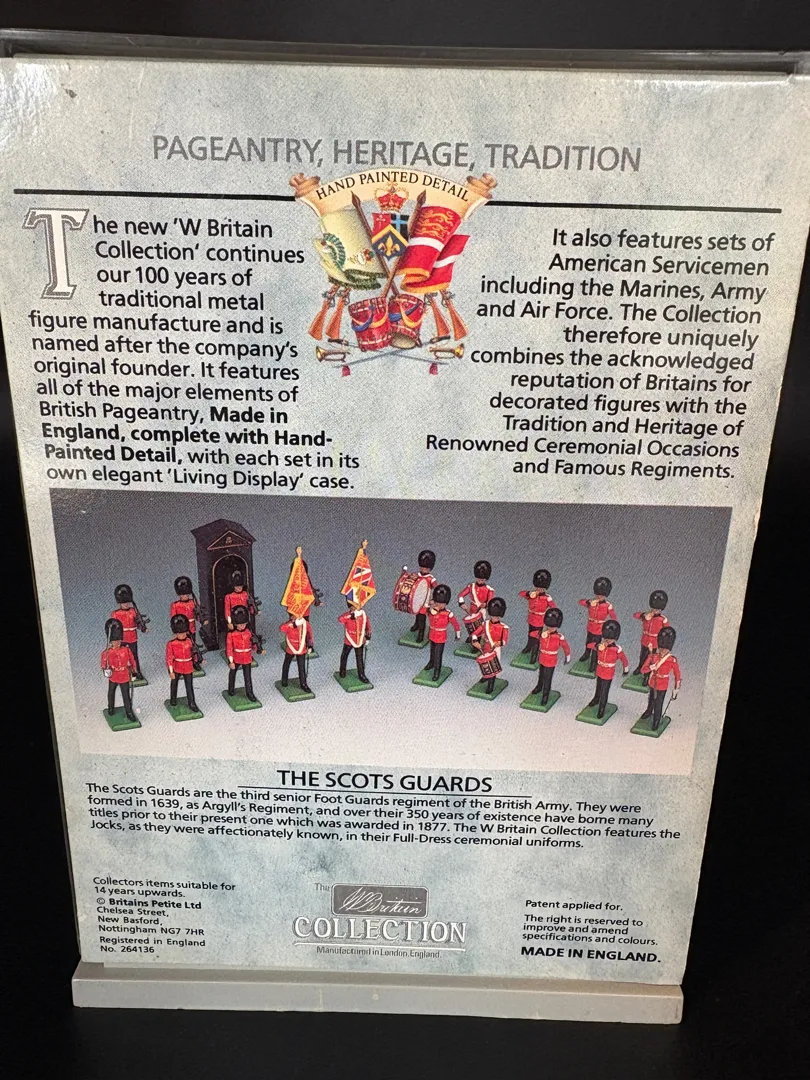 PAGEANTRY, HERITAGE, TRADITION
HAND PAINTED DETAIL
The new 'W Britain
Collection' continues
our 100 years of
traditional metal
figure manufacture and is
named after the company's
original founder. It features
all of the major elements of
British Pageantry, Made in
England, complete with Hand-
Painted Detail, with each set in its
own elegant 'Living Display' case.
It also features sets of
American Servicemen
including the Marines, Army
and Air Force. The Collection
therefore uniquely
combines the acknowledged
reputation of Britains for
decorated figures with the
Tradition and Heritage of
Renowned Ceremonial Occasions
and Famous Regiments.
THE SCOTS GUARDS
The Scots Guards are the third senior Foot Guards regiment of the British Army. They were
formed in 1639, as Argyll's Regiment, and over their 350 years of existence have borne many
titles prior to their present one which was awarded in 1877. The W Britain Collection features the
Jocks, as they were affectionately known, in their Full-Dress ceremonial uniforms.
Collectors items suitable for
14 years upwards.
© Britains Petite Ltd
Chelsea Street,
New Basford,
Nottingham NG7 7HR
Registered in England
No. 264136
The
WBritain
COLLECTION
Manufactured in London, England.
Patent applied for.
The right is reserved to
improve and amend
specifications and colours.
MADE IN ENGLAND.